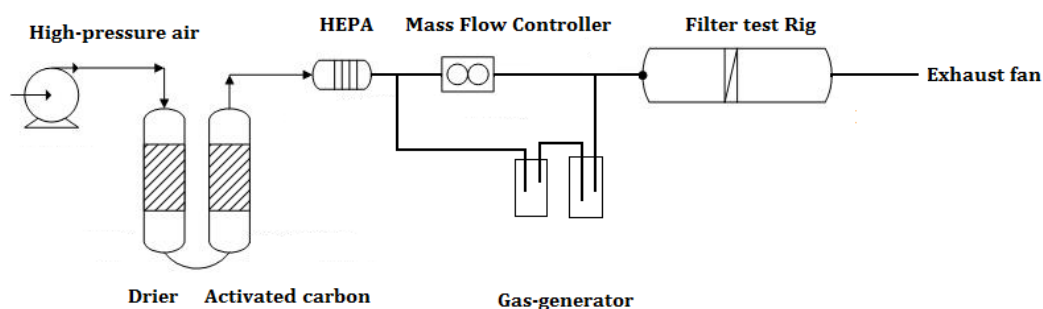 High-pressure air
HEPA
Mass Flow Controller
Filter test Rig
Exhaust fan
Drier
Activated carbon
Gas-generator